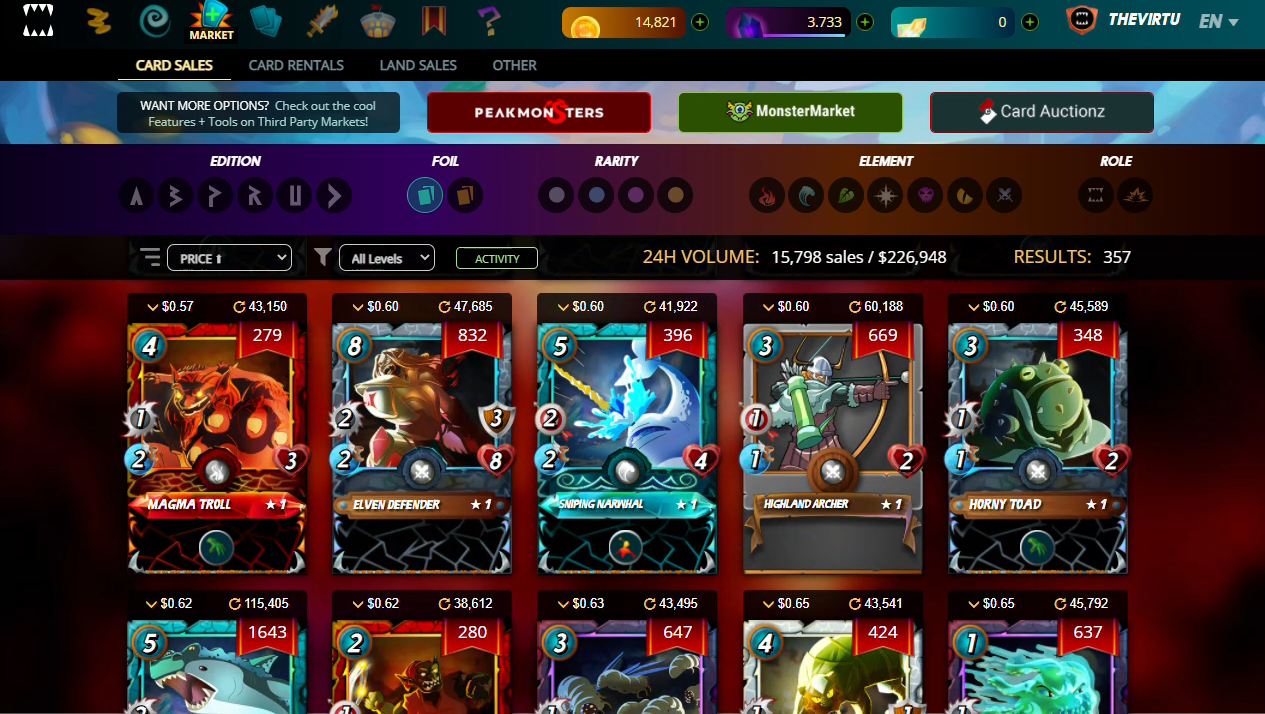 14,821
3.733
0
THEVIRTU
EN
MARKET
CARD SALES CARD RENTALS LAND SALES OTHER
WANT MORE OPTIONS? Check out the cool
Features + Tools on Third Party Markets!
PEAKMONSTERS
MonsterMarket
Card Auctionz
EDITION FOIL RARITY ELEMENT ROLE
PRICE
All Levels
ACTIVITY
24H VOLUME: 15,798 sales / $226,948
RESULTS: 357
$0.57 43,150
279
4
1
2
3
MAGMA TROLL ★ 1
$0.60 47,685
832
8
2
3
2
8
ELVEN DEFENDER ★ 1
$0.60 41,922
396
5
2
2
4
SNIPING NARWHAL ★ 1
$0.60 60,188
669
3
1
1
2
HIGHLAND ARCHER ★ 1
$0.60 45,589
348
3
1
1
2
HORNY TOAD ★ 1
$0.62 115,405
1643
5
$0.62 38,612
280
2
$0.63 43,495
647
3
$0.65 43,541
424
4
$0.65 45,792
637
1